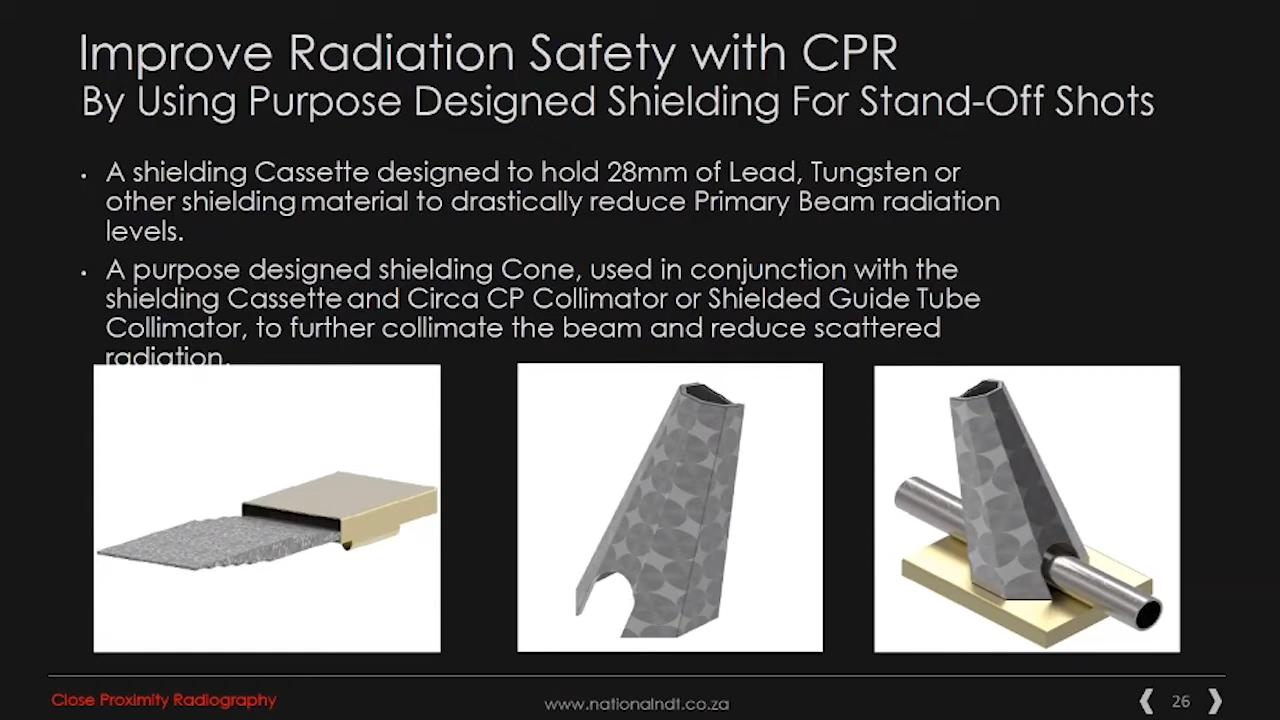 Improve Radiation Safety with CPR
By Using Purpose Designed Shielding For Stand-Off Shots
• A shielding Cassette designed to hold 28mm of Lead, Tungsten or
other shielding material to drastically reduce Primary Beam radiation
levels.
• A purpose designed shielding Cone, used in conjunction with the
shielding Cassette and Circa CP Collimator or Shielded Guide Tube
Collimator, to further collimate the beam and reduce scattered
radiation.
Close Proximity Radiography
www.nationalndt.co.za
26